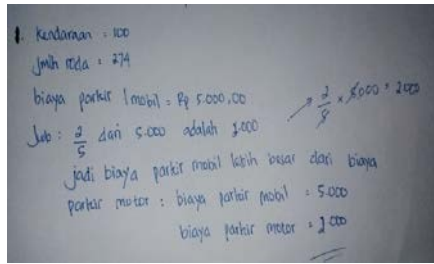 1. Kendaraan : 100
Jmlh roda : 274
biaya parkir 1 mobil = Rp 5.000,00
Jwb : 2/5 dari 5.000 adalah 2.000
2/5 x 5.000 = 2000
jadi biaya parkir mobil lebih besar dari biaya
parkir motor : biaya parkir mobil : 5.000
biaya parkir motor : 2.000